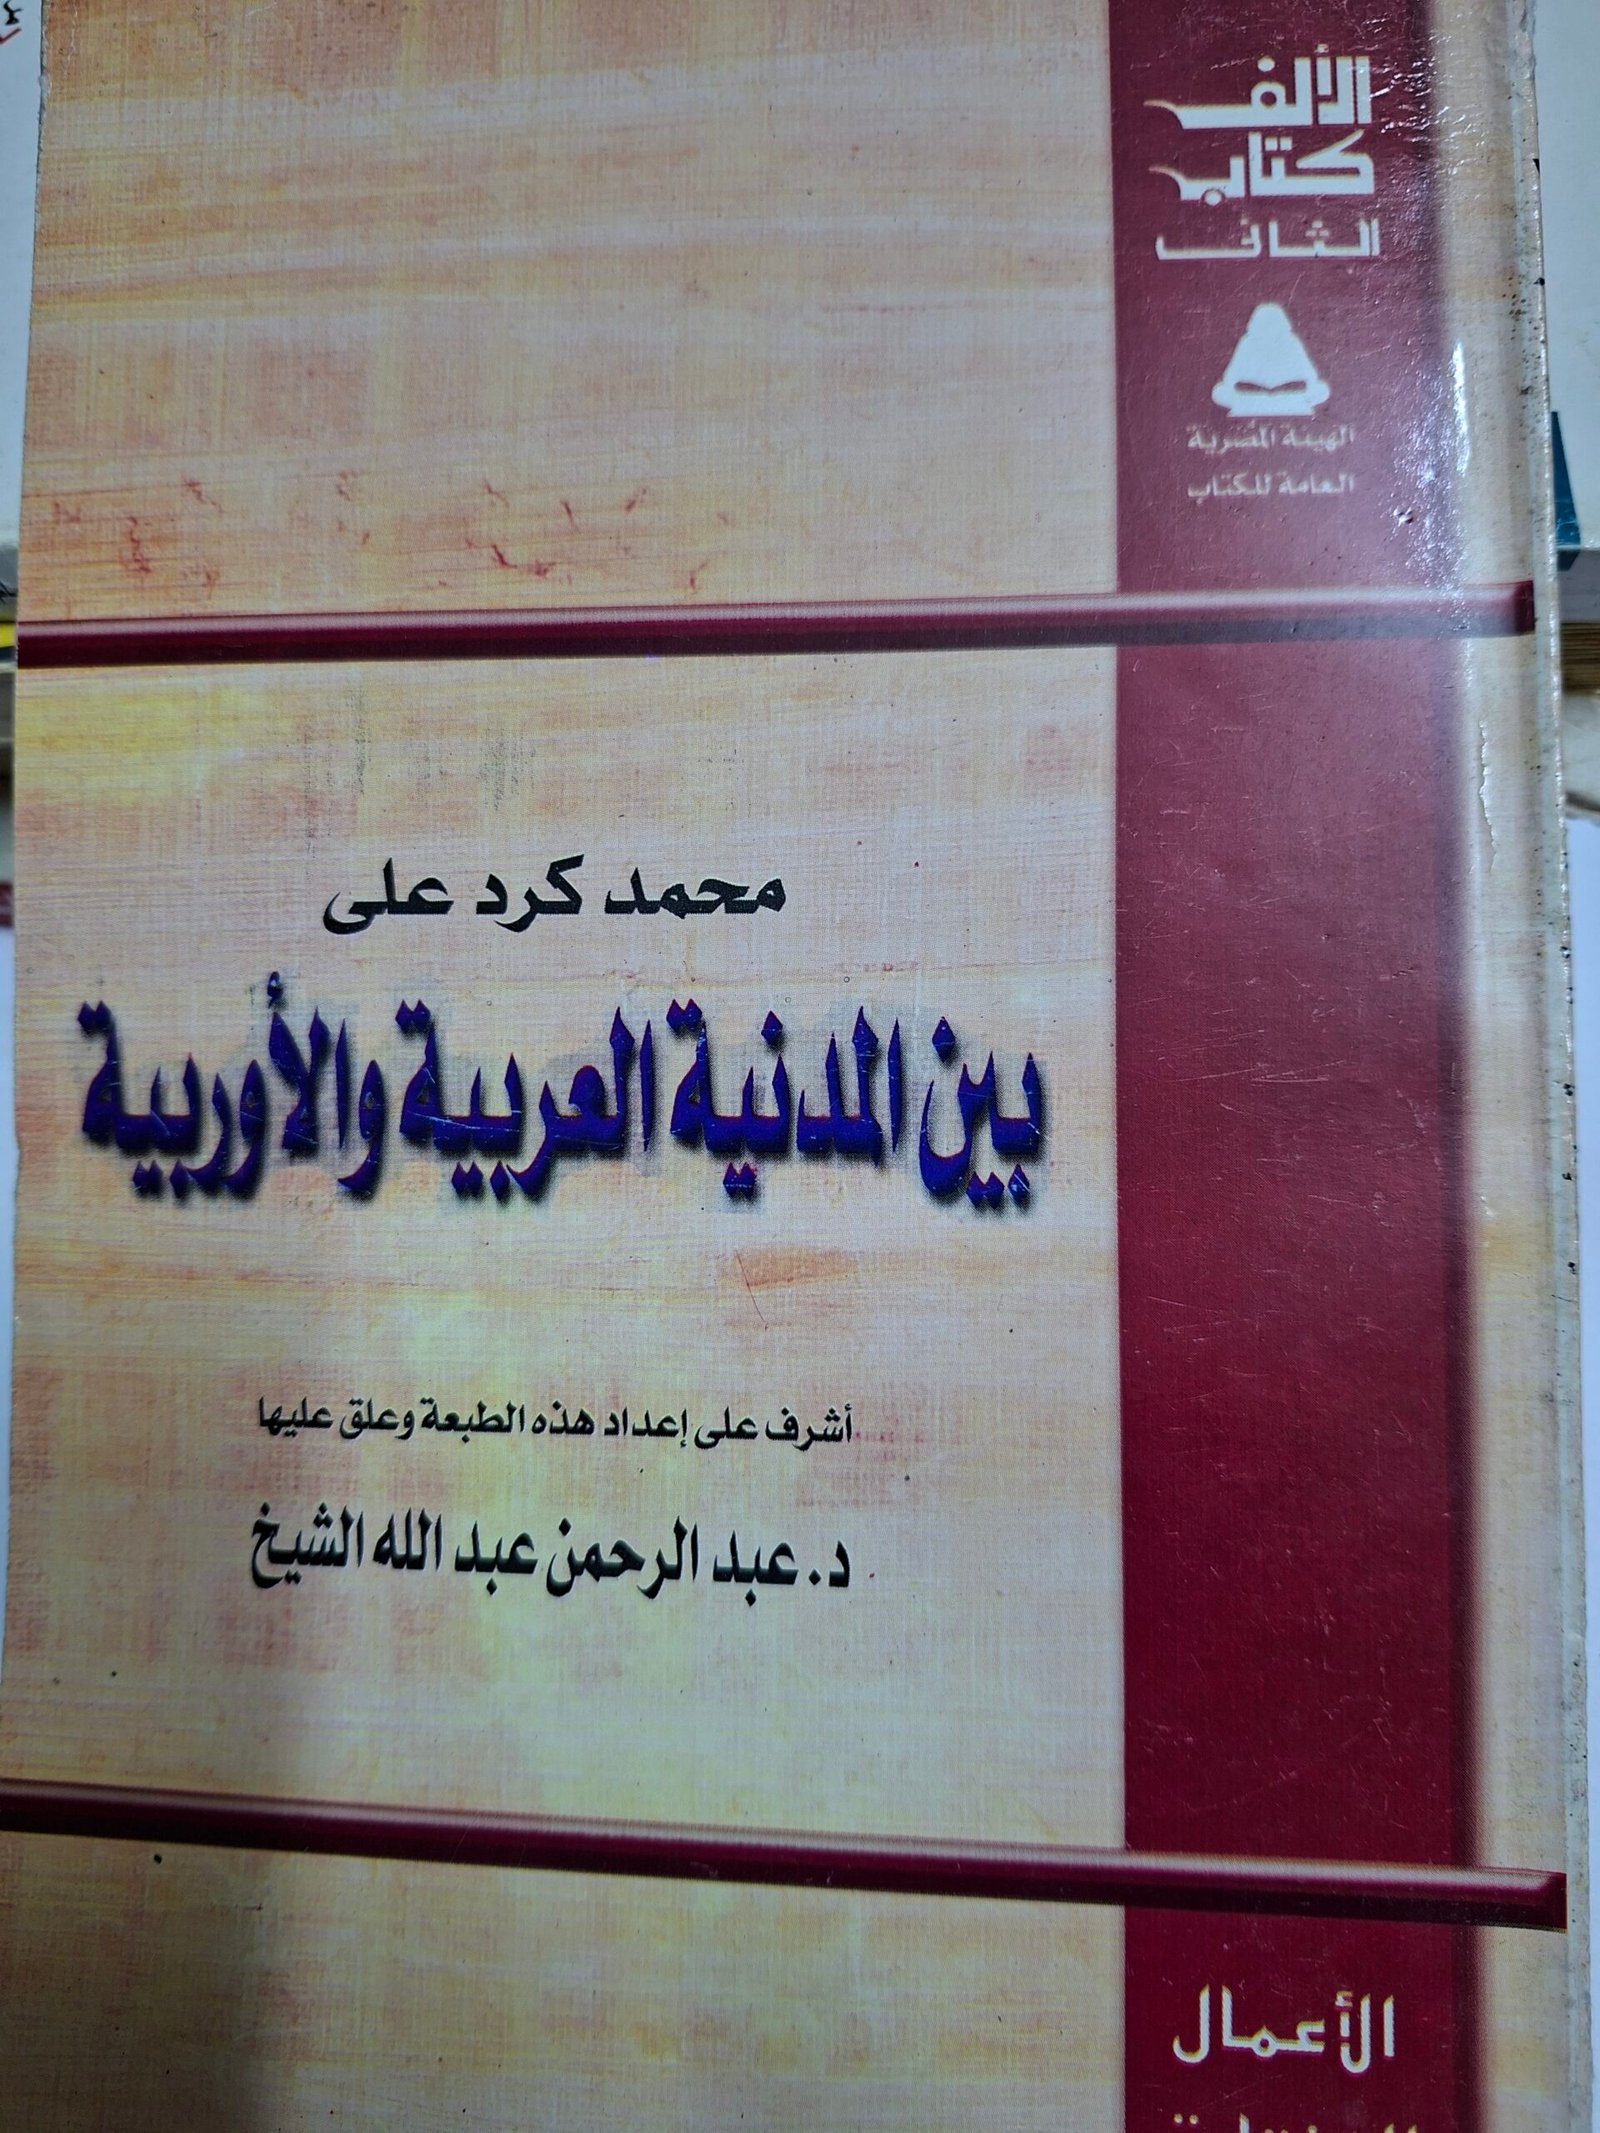 الألف
كتاب
الثانى
الهيئة المصرية
العامة للكتاب
محمد كرد على
بين المدنية العربية والأوربية
أشرف على إعداد هذه الطبعة وعلق عليها
د. عبد الرحمن عبد الله الشيخ
الأعمال